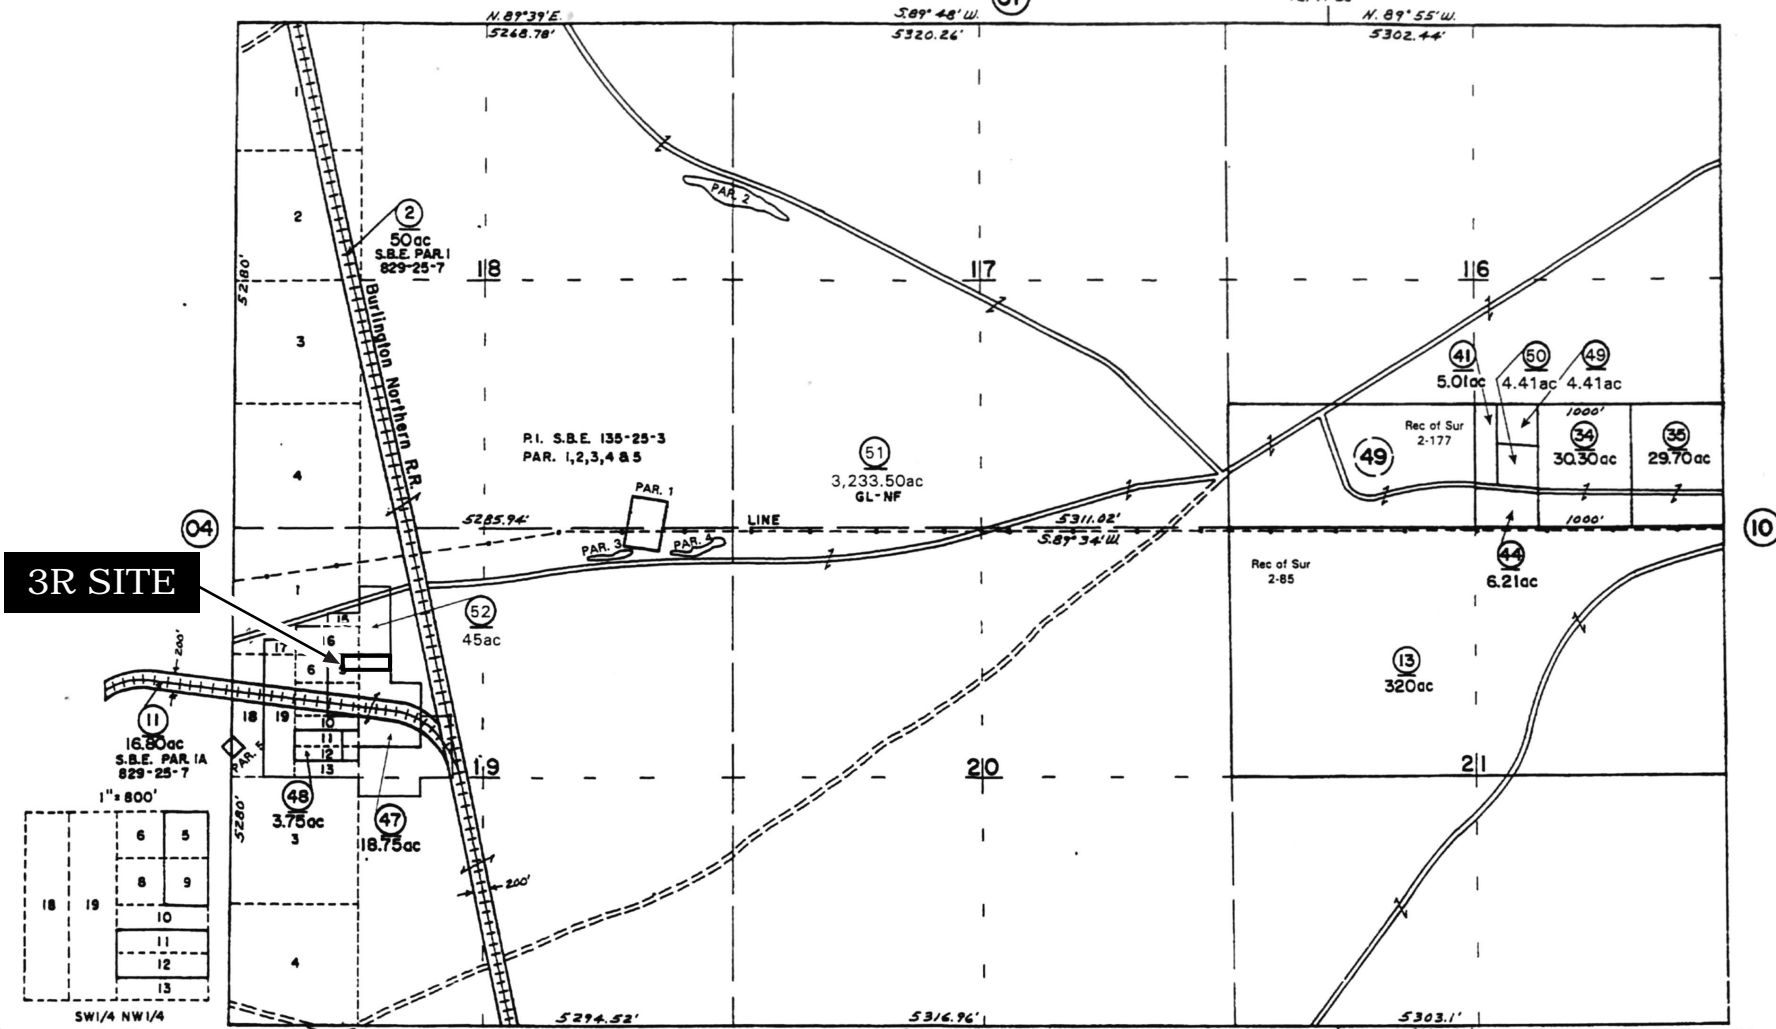 N. 89°39'E.
5268.78'
S.89°48'W.
5320.26'
N. 89°55'W.
5302.44'
1
2
2
50ac
S.B.E. PAR.1
829-25-7
5280'
18
17
16
PAR. 2
Burlington Northern R.R.
3
4
41
5.01ac
50
4.41ac
49
4.41ac
1000'
Rec of Sur
2-177
49
34
30.30ac
35
29.70ac
P.I. S.B.E. 135-25-3
PAR. 1,2,3,4 & 5
51
3,233.50ac
GL-NF
PAR. 1
04
5285.94'
LINE
5311.02'
S.89°34'W.
1000'
10
PAR. 3
PAR. 4
3R SITE
1
Rec of Sur
2-85
44
6.21ac
52
45ac
15
16
17
6
200'
13
320ac
11
16.80ac
S.B.E. PAR. 1A
829-25-7
18
19
10
11
12
13
PAR. 5
19
20
21
1"=800'
48
3.75ac
3
47
18.75ac
5280'
6
5
8
9
18
19
10
11
12
13
SW1/4 NW1/4
200'
4
5294.52'
5316.96'
5303.1'